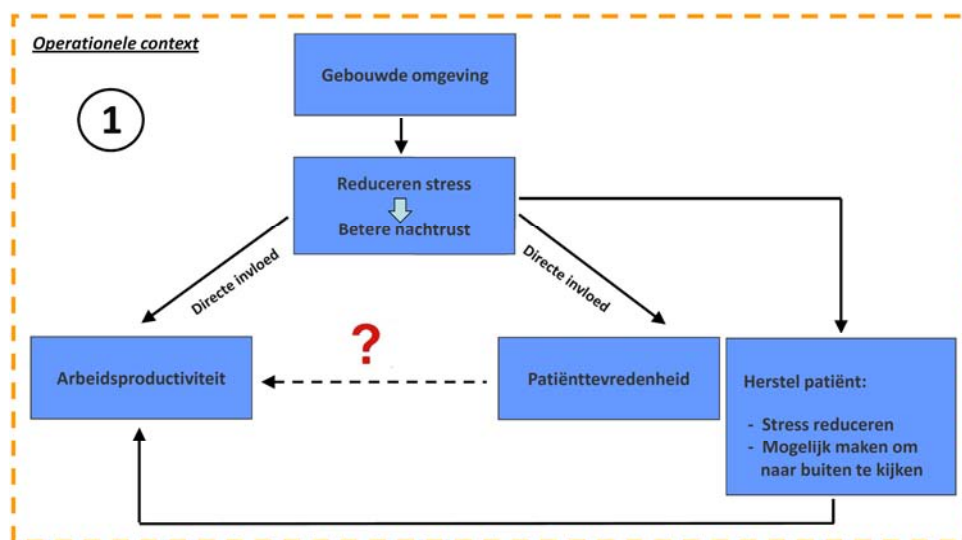 Operationele context
1
Gebouwde omgeving
Reduceren stress
Betere nachtrust
Directe invloed
Directe invloed
?
Arbeidsproductiviteit
Patiënttevredenheid
Herstel patiënt:
- Stress reduceren
- Mogelijk maken om
naar buiten te kijken